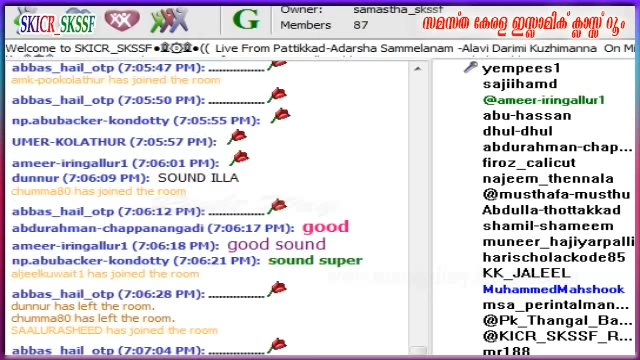 SKICR_SKSSF
G
Owner: samastha_skssf
Members 87
സമസ്ത കേരള ഇസ്ലാമിക് ക്ലാസ്സ് റൂം
Welcome to SKICR_SKSSF Live From Pattikkad-Adarsha Sammelanam -Alavi Darimi Kuzhimanna On Mi
abbas_hail_otp (7:05:47 PM): ................
amk-pookolathur has joined the room
abbas_hail_otp (7:05:50 PM): ................
np.abubacker-kondotty (7:05:55 PM):
UMER-KOLATHUR (7:05:57 PM):
ameer-iringallur1 (7:06:01 PM):
dunnur (7:06:09 PM): SOUND ILLA
chumma80 has joined the room
abbas_hail_otp (7:06:12 PM): ................
abdurahman-chappanangadi (7:06:17 PM): good
ameer-iringallur1 (7:06:18 PM): good sound
np.abubacker-kondotty (7:06:21 PM): sound super
aljeelkuwait1 has joined the room
abbas_hail_otp (7:06:28 PM): ................
dunnur has left the room.
chumma80 has left the room.
SAALURASHEED has joined the room
abbas_hail_otp (7:07:04 PM): ................
yempees1
sajiihamd
@ameer-iringallur1
abu-hassan
dhul-dhul
abdurahman-chapp...
firoz_calicut
najeem_thennala
@musthafa-musthu
Abdulla-thottakkad
shamil-shameem
muneer_hajiyarpalli
harischolackode85
KK_JALEEL
MuhammedMahshook
msa_perintalman...
@Pk_Thangal_Ba...
@KICR_SKSSF_R...
mr188